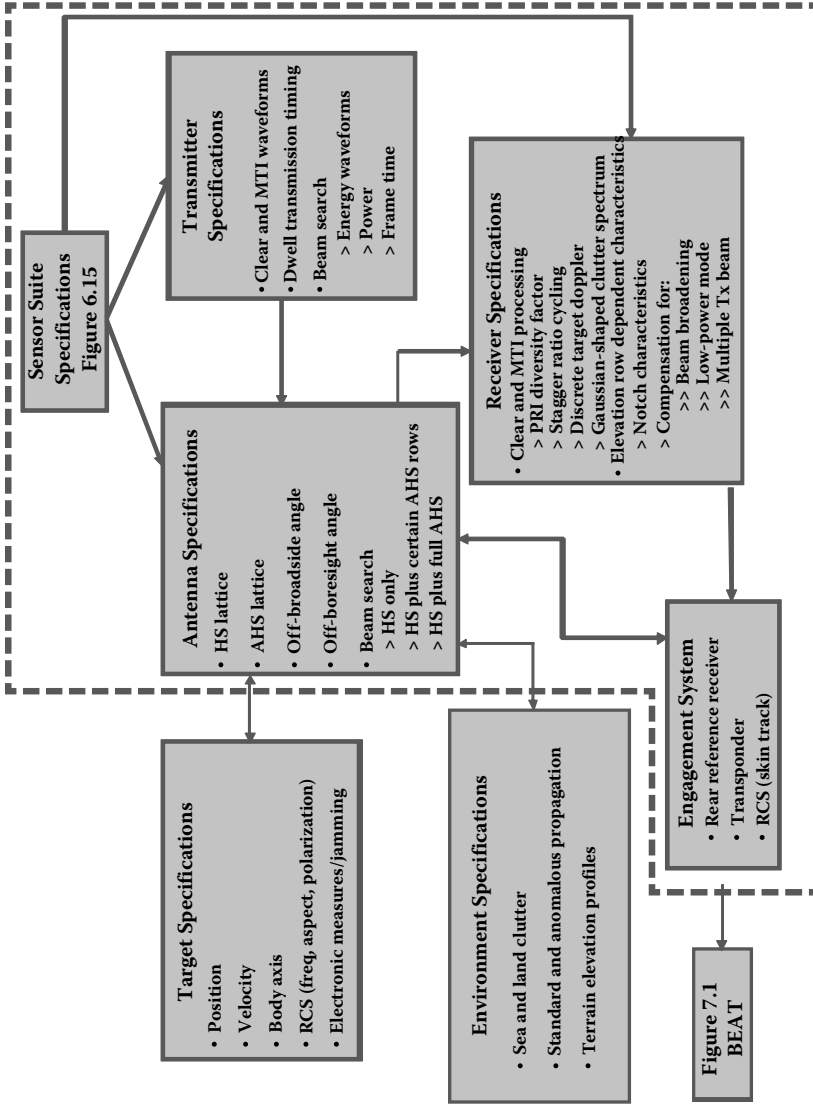 Sensor Suite
Specifications
Figure 6.15
Target Specifications
• Position
• Velocity
• Body axis
• RCS (freq, aspect, polarization)
• Electronic measures/jamming
Antenna Specifications
• HS lattice
• AHS lattice
• Off-broadside angle
• Off-boresight angle
• Beam search
> HS only
> HS plus certain AHS rows
> HS plus full AHS
Transmitter
Specifications
• Clear and MTI waveforms
• Dwell transmission timing
• Beam search
> Energy waveforms
> Power
> Frame time
Environment Specifications
• Sea and land clutter
• Standard and anomalous propagation
• Terrain elevation profiles
Receiver Specifications
• Clear and MTI processing
> PRI diversity factor
> Stagger ratio cycling
> Discrete target doppler
> Gaussian-shaped clutter spectrum
• Elevation row dependent characteristics
> Notch characteristics
> Compensation for:
>> Beam broadening
>> Low-power mode
>> Multiple Tx beam
Engagement System
• Rear reference receiver
• Transponder
• RCS (skin track)
Figure 7.1
BEAT